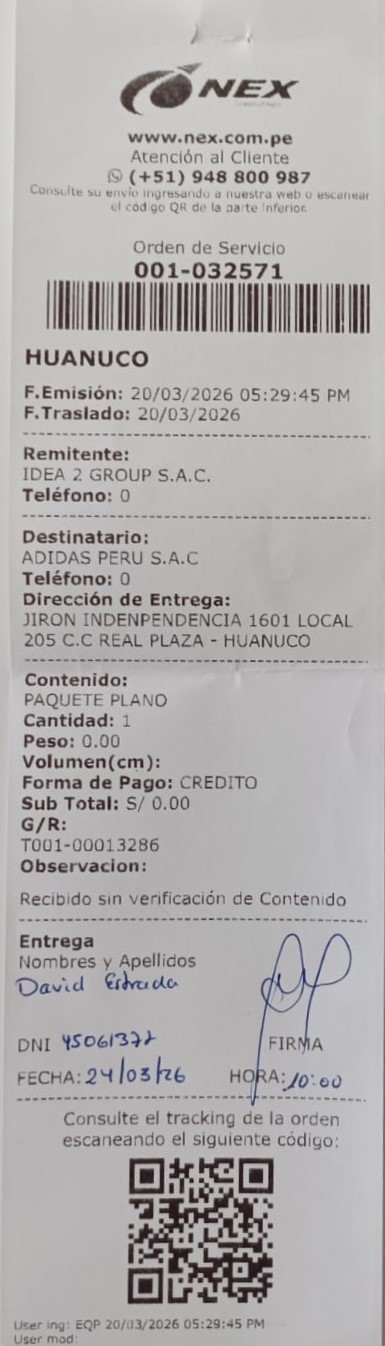 NEX
www.nex.com.pe
Atención al Cliente
(+51) 948 800 987
Consulte su envío ingresando a nuestra web o escanear
el código QR de la parte Inferior.
Orden de Servicio
001-032571
HUANUCO
F.Emisión: 20/03/2026 05:29:45 PM
F.Traslado: 20/03/2026
Remitente:
IDEA 2 GROUP S.A.C.
Teléfono: 0
Destinatario:
ADIDAS PERU S.A.C
Teléfono: 0
Dirección de Entrega:
JIRON INDENPENDENCIA 1601 LOCAL
205 C.C REAL PLAZA - HUANUCO
Contenido:
PAQUETE PLANO
Cantidad: 1
Peso: 0.00
Volumen(cm):
Forma de Pago: CREDITO
Sub Total: S/ 0.00
G/R:
T001-00013286
Observacion:
Recibido sin verificación de Contenido
Entrega
Nombres y Apellidos
David Estrada
DNI 45061372
FIRMA
FECHA: 24/03/26 HORA: 10:00
Consulte el tracking de la orden
escaneando el siguiente código:
User ing: EQP 20/03/2026 05:29:45 PM
User mod: